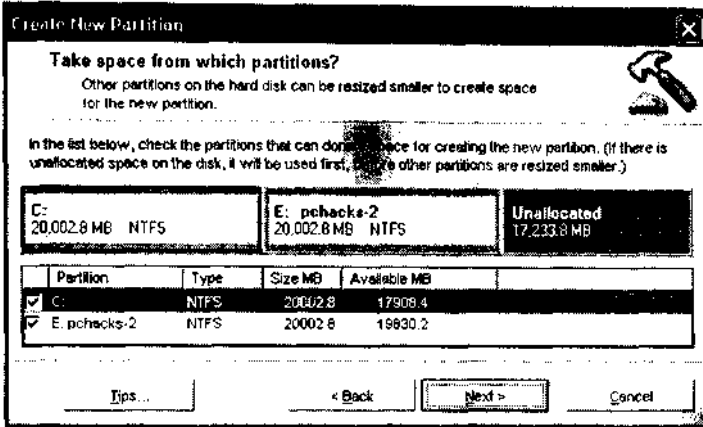 Create New Partition
Take space from which partitions?
Other partitions on the hard disk can be resized smaller to create space
for the new partition.
In the list below, check the partitions that can space for creating the new partition. (If there is
unallocated space on the disk, it will be used first, before other partitions are resized smaller.)
C:
20,002.8 MB NTFS
E: pchacks-2
20,002.8 MB NTFS
Unallocated
17,233.8 MB
Partition Type Size MB Available MB
C: NTFS 20002.8 17908.4
E: pchacks-2 NTFS 20002.8 19830.2
Tips... < Back Next > Cancel